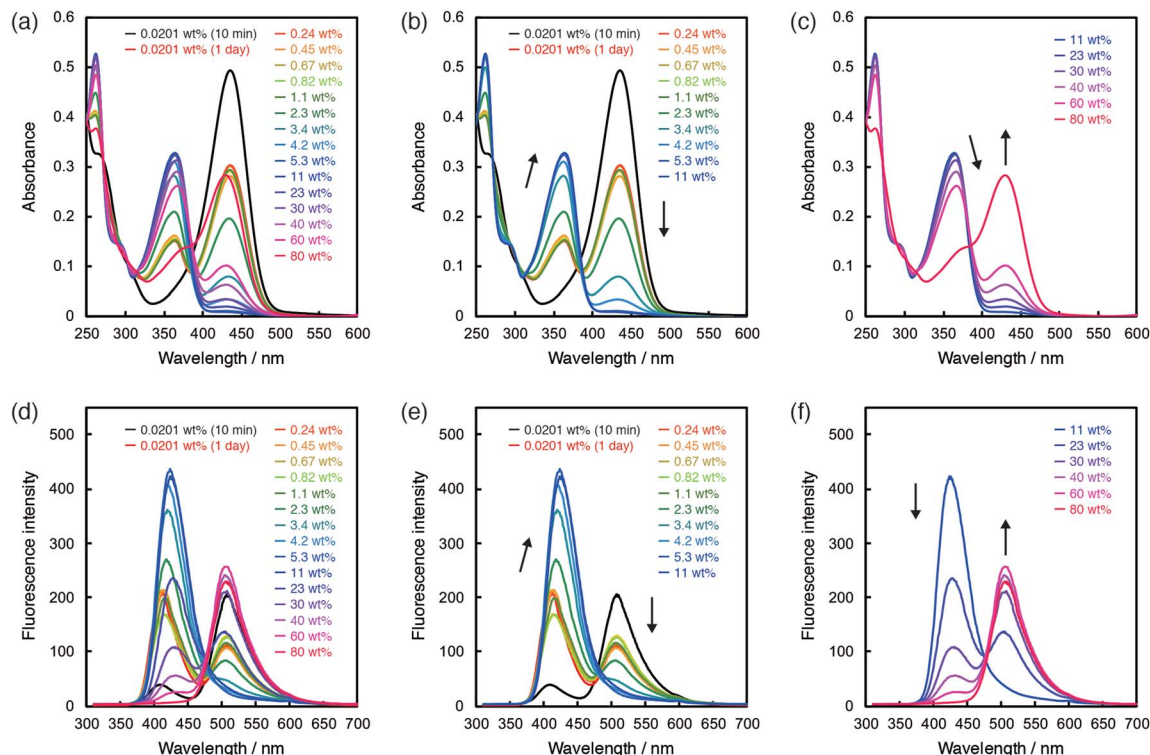 (a)
0.6
0.5
0.4
0.3
0.2
0.1
0
Absorbance
250 300 350 400 450 500 550 600
Wavelength / nm
0.0201 wt% (10 min)
0.0201 wt% (1 day)
0.24 wt%
0.45 wt%
0.67 wt%
0.82 wt%
1.1 wt%
2.3 wt%
3.4 wt%
4.2 wt%
5.3 wt%
11 wt%
23 wt%
30 wt%
40 wt%
60 wt%
80 wt%
(b)
0.6
0.5
0.4
0.3
0.2
0.1
0
Absorbance
250 300 350 400 450 500 550 600
Wavelength / nm
0.0201 wt% (10 min)
0.0201 wt% (1 day)
0.24 wt%
0.45 wt%
0.67 wt%
0.82 wt%
1.1 wt%
2.3 wt%
3.4 wt%
4.2 wt%
5.3 wt%
11 wt%
(c)
0.6
0.5
0.4
0.3
0.2
0.1
0
Absorbance
250 300 350 400 450 500 550 600
Wavelength / nm
11 wt%
23 wt%
30 wt%
40 wt%
60 wt%
80 wt%
(d)
500
400
300
200
100
0
Fluorescence intensity
300 350 400 450 500 550 600 650 700
Wavelength / nm
0.0201 wt% (10 min)
0.0201 wt% (1 day)
0.24 wt%
0.45 wt%
0.67 wt%
0.82 wt%
1.1 wt%
2.3 wt%
3.4 wt%
4.2 wt%
5.3 wt%
11 wt%
23 wt%
30 wt%
40 wt%
60 wt%
80 wt%
(e)
500
400
300
200
100
0
Fluorescence intensity
300 350 400 450 500 550 600 650 700
Wavelength / nm
0.0201 wt% (10 min)
0.0201 wt% (1 day)
0.24 wt%
0.45 wt%
0.67 wt%
0.82 wt%
1.1 wt%
2.3 wt%
3.4 wt%
4.2 wt%
5.3 wt%
11 wt%
(f)
500
400
300
200
100
0
Fluorescence intensity
300 400 450 500 550 600 650 700
Wavelength / nm
11 wt%
23 wt%
30 wt%
40 wt%
60 wt%
80 wt%